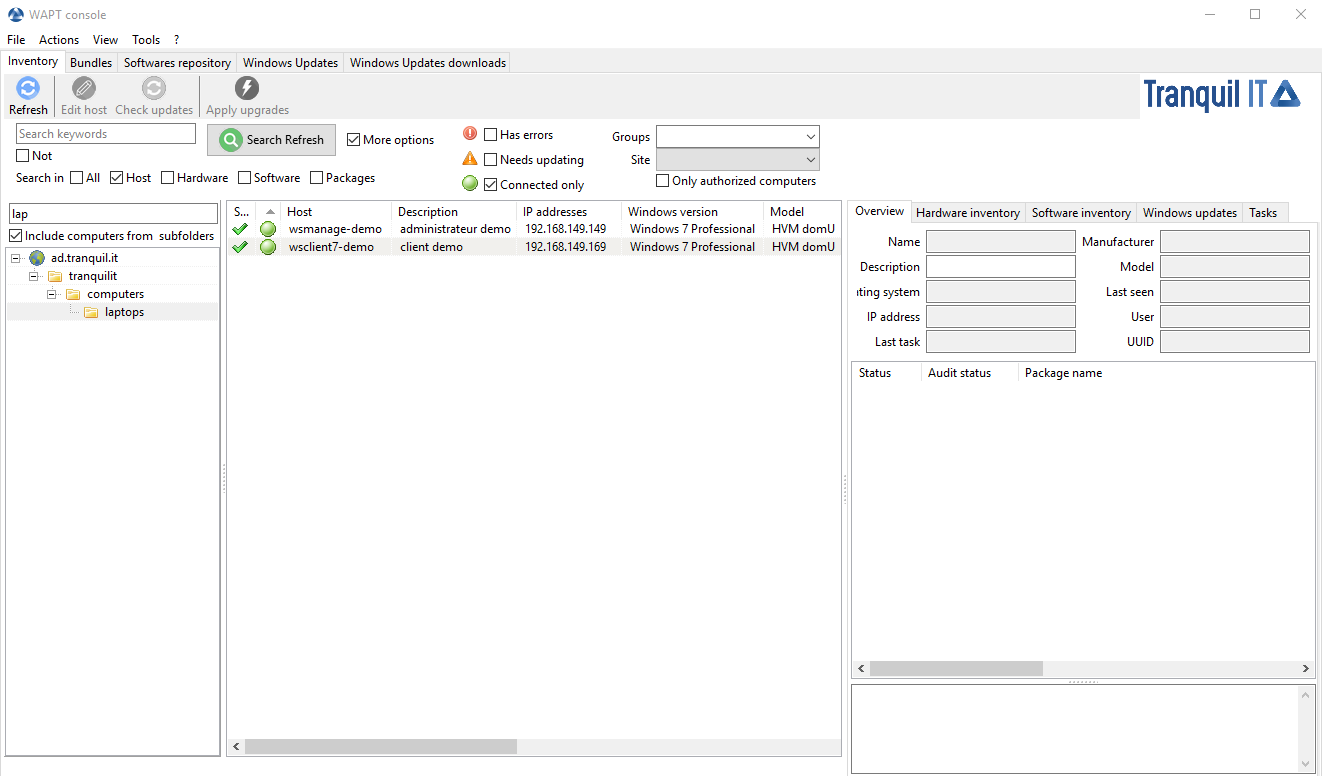 WAPT console
File Actions View Tools ?
Inventory Bundles Softwares repository Windows Updates Windows Updates downloads
Refresh Edit host Check updates Apply upgrades
Tranquil IT
Search keywords
Search Refresh
More options
Not
Search in All Host Hardware Software Packages
Has errors
Needs updating
Connected only
Groups
Site
Only authorized computers
lap
Include computers from subfolders
ad.tranquil.it
tranquilit
computers
laptops
S... Host Description IP addresses Windows version Model
wsmanage-demo administrateur demo 192.168.149.149 Windows 7 Professional HVM domU
wsclient7-demo client demo 192.168.149.169 Windows 7 Professional HVM domU
Overview Hardware inventory Software inventory Windows updates Tasks
Name Manufacturer
Description Model
ating system Last seen
IP address User
Last task UUID
Status Audit status Package name